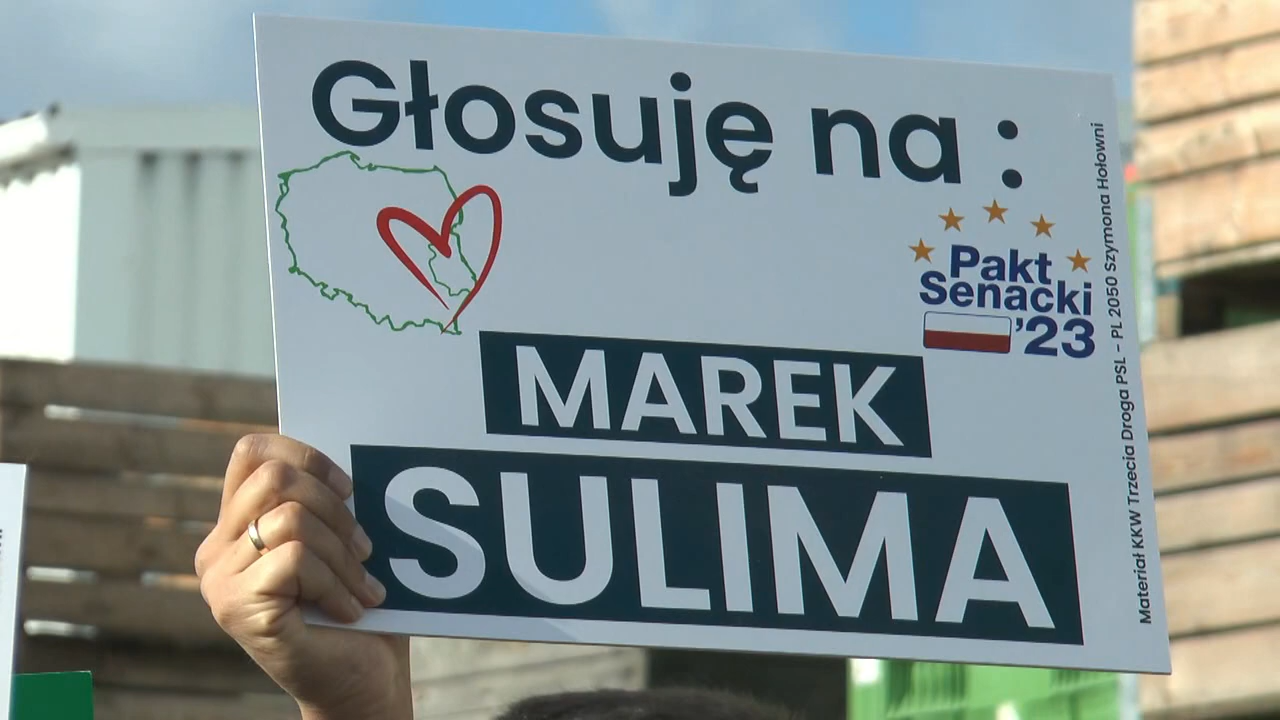 Głosuję na :
Pakt
Senacki
'23
MAREK
SULIMA
Materiał KKW Trzecia Droga PSL – PL 2050 Szymona Hołowni